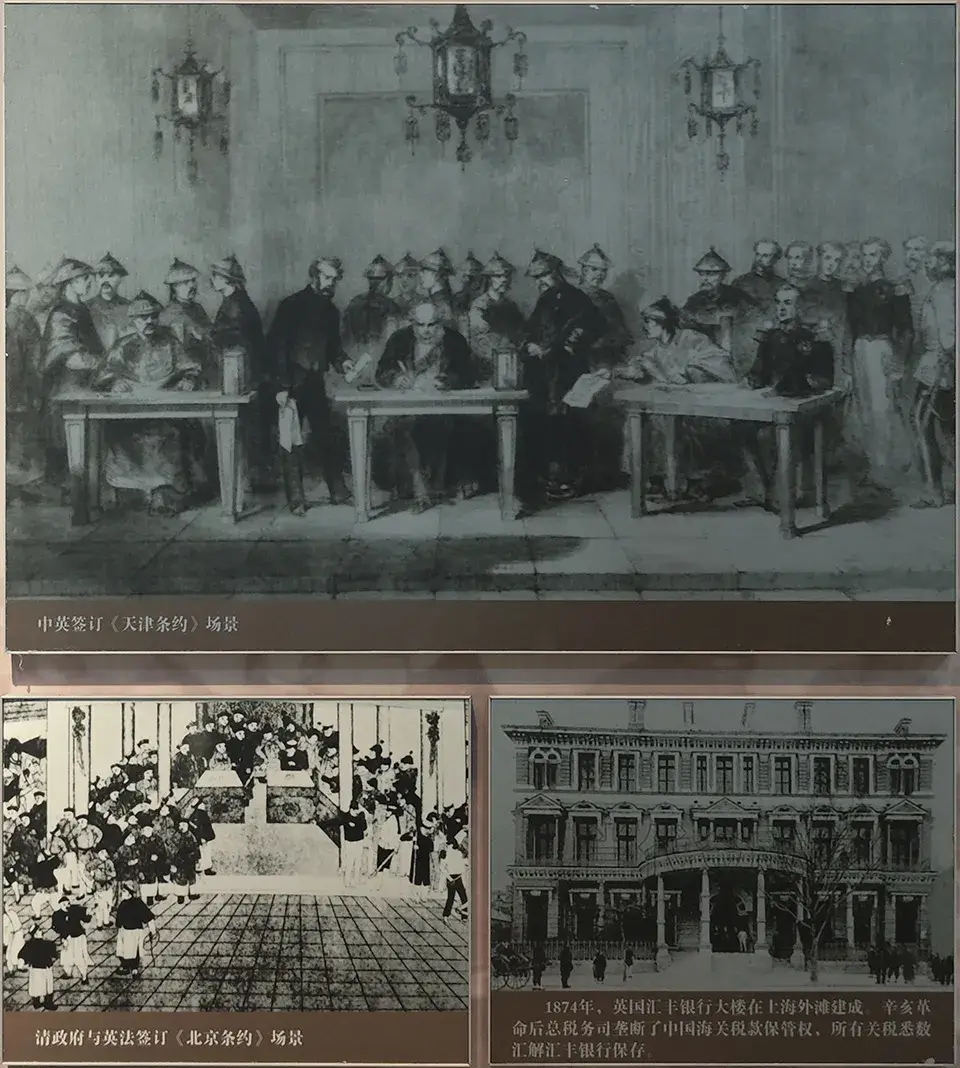 中英签订《天津条约》场景
清政府与英法签订《北京条约》场景
1874年，英国汇丰银行大楼在上海外滩建成。辛亥革
命后总税务司垄断了中国海关税款保管权，所有关税悉数
汇解汇丰银行保存。